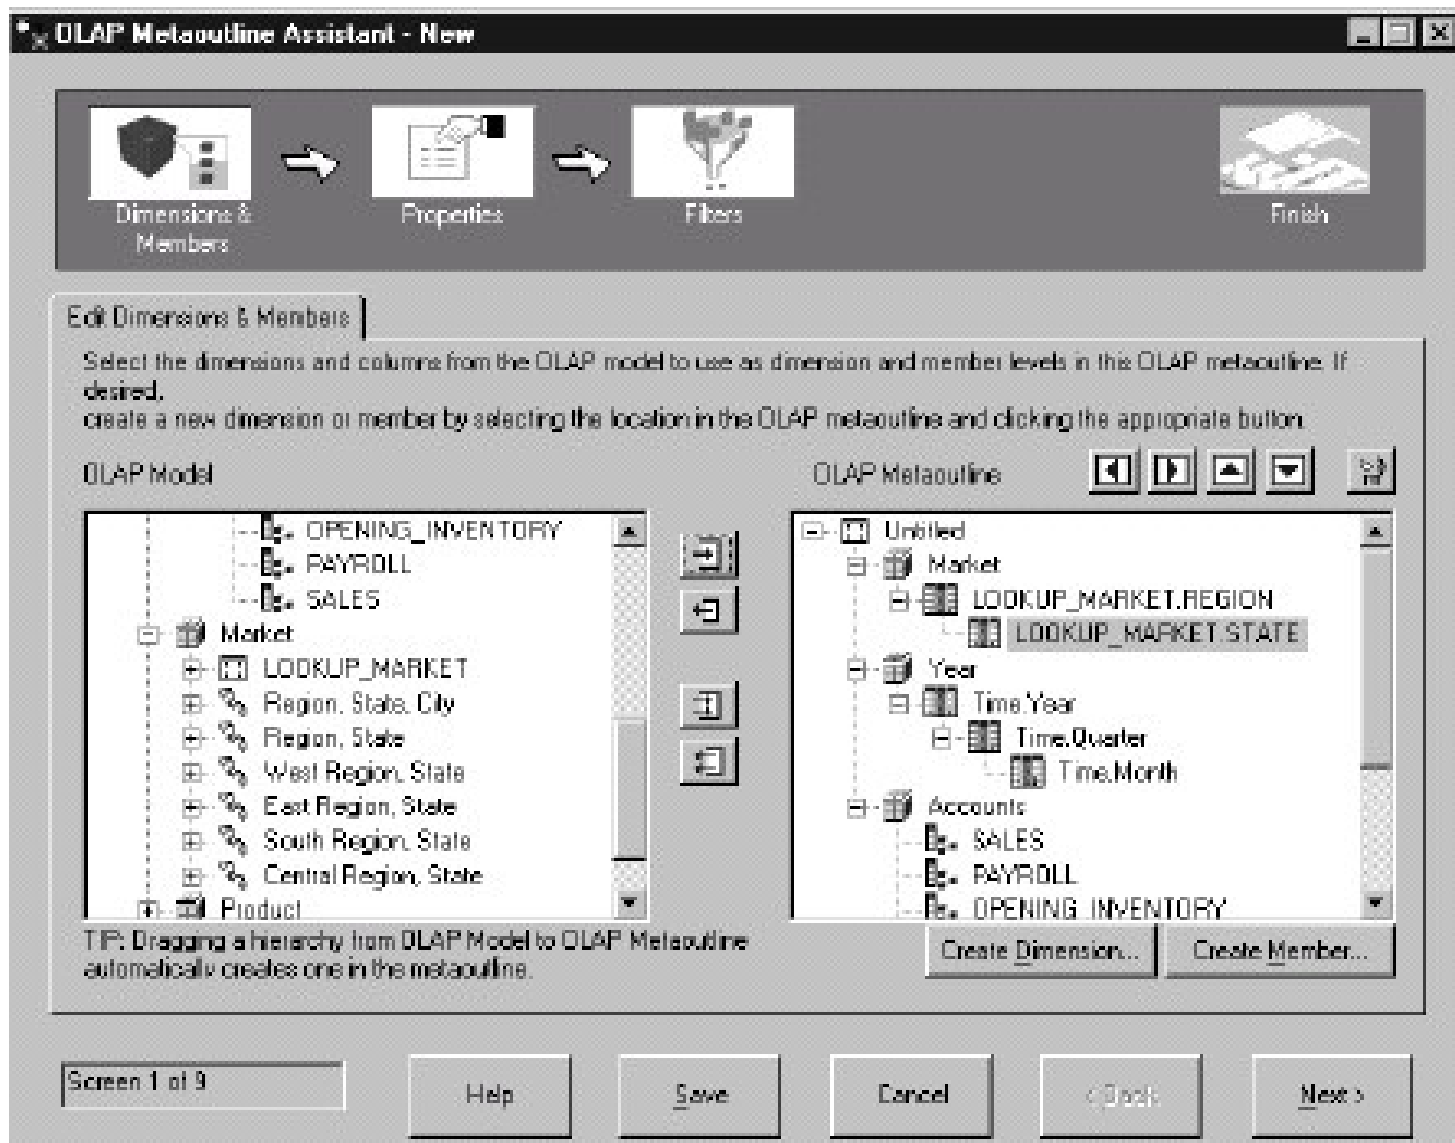 OLAP Metaoutline Assistant - New
Dimensions &
Members
Properties
Filters
Finish
Edit Dimensions & Members
Select the dimensions and columns from the OLAP model to use as dimension and member levels in this OLAP metaoutline. If
desired,
create a new dimension or member by selecting the location in the OLAP metaoutline and clicking the appropriate button.
OLAP Model
OLAP Metaoutline
OPENING_INVENTORY
PAYROLL
SALES
Market
LOOKUP_MARKET
Region, State, City
Region, State
West Region, State
East Region, State
South Region, State
Central Region, State
Product
Untitled
Market
LOOKUP_MARKET.REGION
LOOKUP_MARKET.STATE
Year
Time.Year
Time.Quarter
Time.Month
Accounts
SALES
PAYROLL
OPENING_INVENTORY
TIP: Dragging a hierarchy from OLAP Model to OLAP Metaoutline
automatically creates one in the metaoutline.
Create Dimension...
Create Member...
Screen 1 of 9
Help
Save
Cancel
< Back
Next >